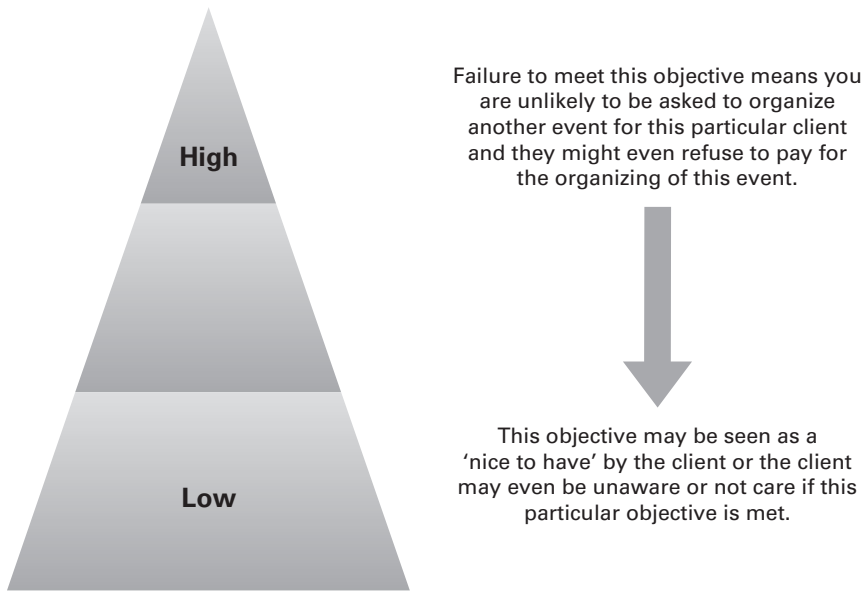 High
Low
Failure to meet this objective means you
are unlikely to be asked to organize
another event for this particular client
and they might even refuse to pay for
the organizing of this event.
This objective may be seen as a
‘nice to have’ by the client or the client
may even be unaware or not care if this
particular objective is met.